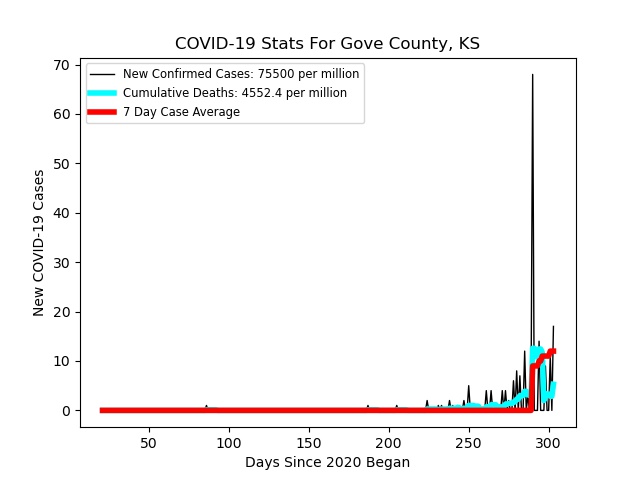 COVID-19 Stats For Gove County, KS
New Confirmed Cases: 75500 per million
Cumulative Deaths: 4552.4 per million
7 Day Case Average
New COVID-19 Cases
70
60
50
40
30
20
10
0
50 100 150 200 250 300
Days Since 2020 Began